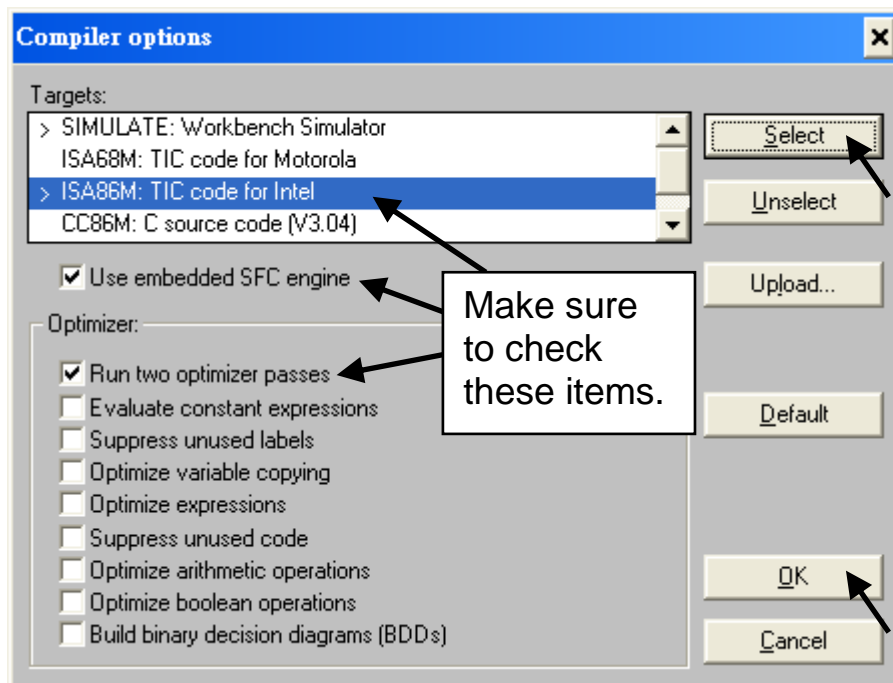 Compiler options
Targets:
> SIMULATE: Workbench Simulator
ISA68M: TIC code for Motorola
> ISA86M: TIC code for Intel
CC86M: C source code (V3.04)
Select
Unselect
Use embedded SFC engine
Upload...
Make sure
to check
these items.
Optimizer:
Run two optimizer passes
Evaluate constant expressions
Default
Suppress unused labels
Optimize variable copying
Optimize expressions
Suppress unused code
Optimize arithmetic operations
OK
Optimize boolean operations
Build binary decision diagrams (BDDs)
Cancel